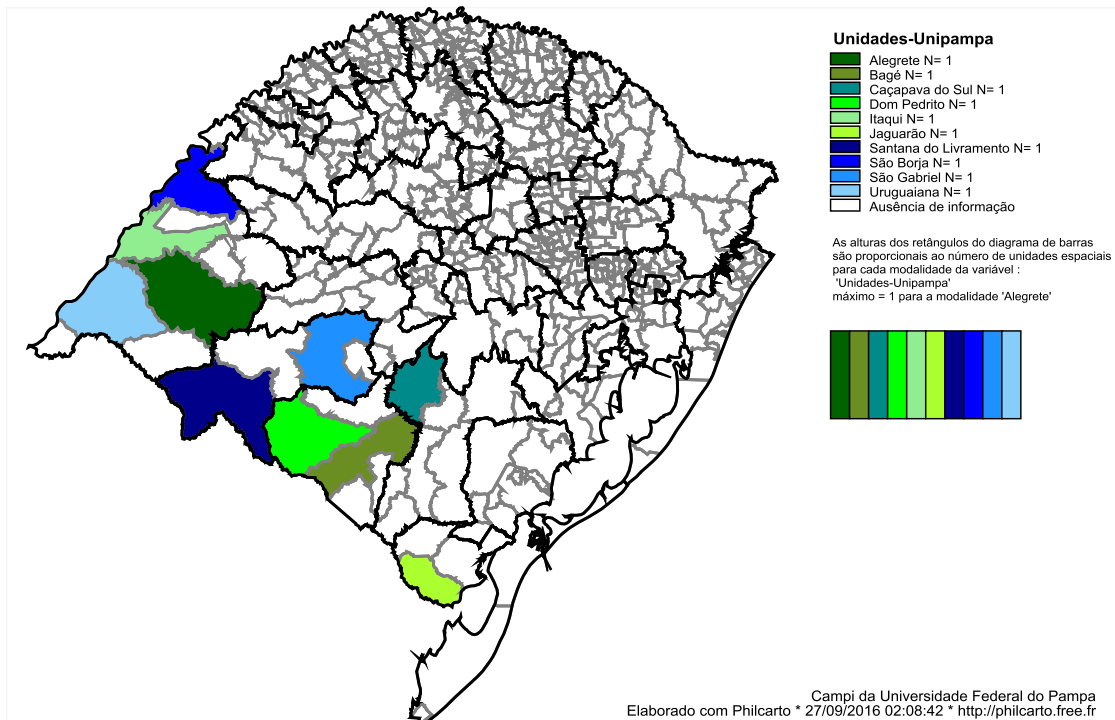 Unidades-Unipampa
Alegrete N= 1
Bagé N= 1
Caçapava do Sul N= 1
Dom Pedrito N= 1
Itaqui N= 1
Jaguarão N= 1
Santana do Livramento N= 1
São Borja N= 1
São Gabriel N= 1
Uruguaiana N= 1
Ausência de informação
As alturas dos retângulos do diagrama de barras
são proporcionais ao número de unidades espaciais
para cada modalidade da variável :
'Unidades-Unipampa'
máximo = 1 para a modalidade 'Alegrete'
Campi da Universidade Federal do Pampa
Elaborado com Philcarto * 27/09/2016 02:08:42 * http://philcarto.free.fr